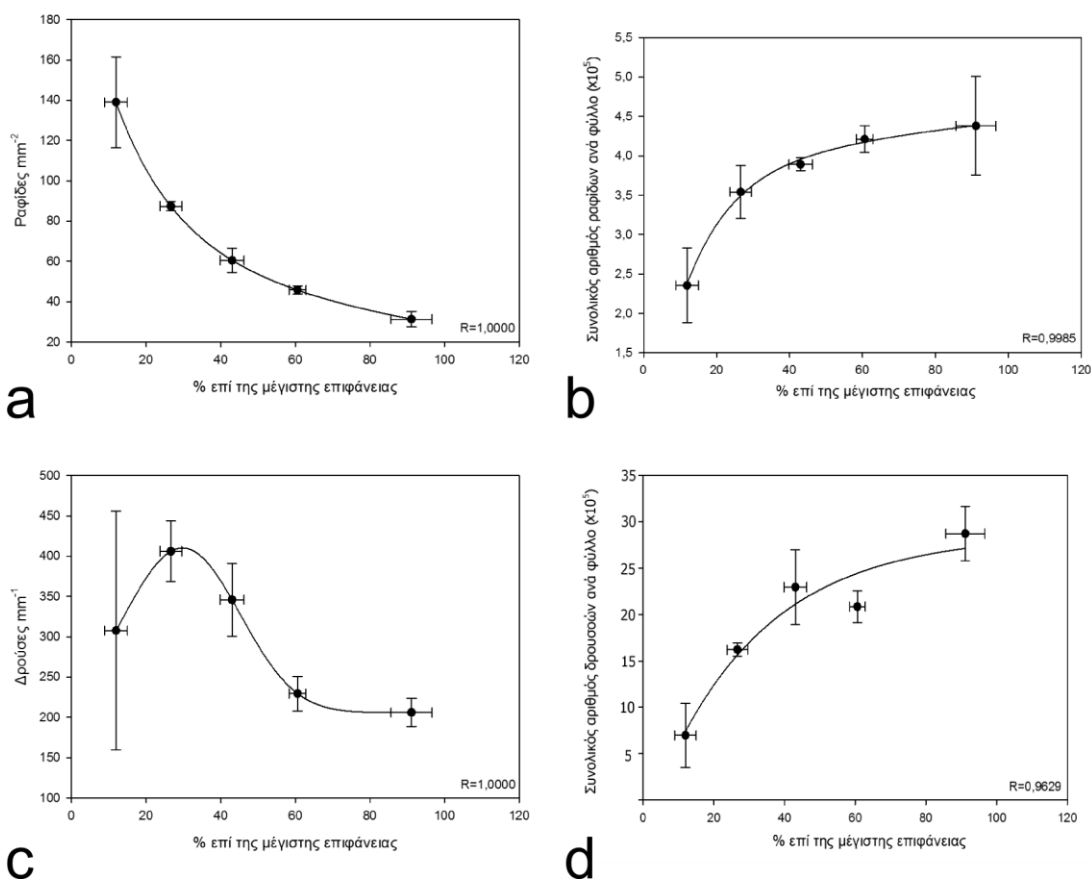 180
160
140
120
100
80
60
40
20
Ραφίδες mm-2
0 20 40 60 80 100 120
% επί της μέγιστης επιφάνειας
R=1,0000
a
5,5
5,0
4,5
4,0
3,5
3,0
2,5
2,0
1,5
Συνολικός αριθμός ραφίδων ανά φύλλο (x10⁵)
0 20 40 60 80 100 120
% επί της μέγιστης επιφάνειας
R=0,9985
b
500
450
400
350
300
250
200
150
100
Δρούσες mm-1
0 20 40 60 80 100 120
% επί της μέγιστης επιφάνειας
R=1,0000
c
35
30
25
20
15
10
5
Συνολικός αριθμός δρουσοών ανά φύλλο (x10⁵)
0 20 40 60 80 100 120
% επί της μέγιστης επιφάνειας
R=0,9629
d